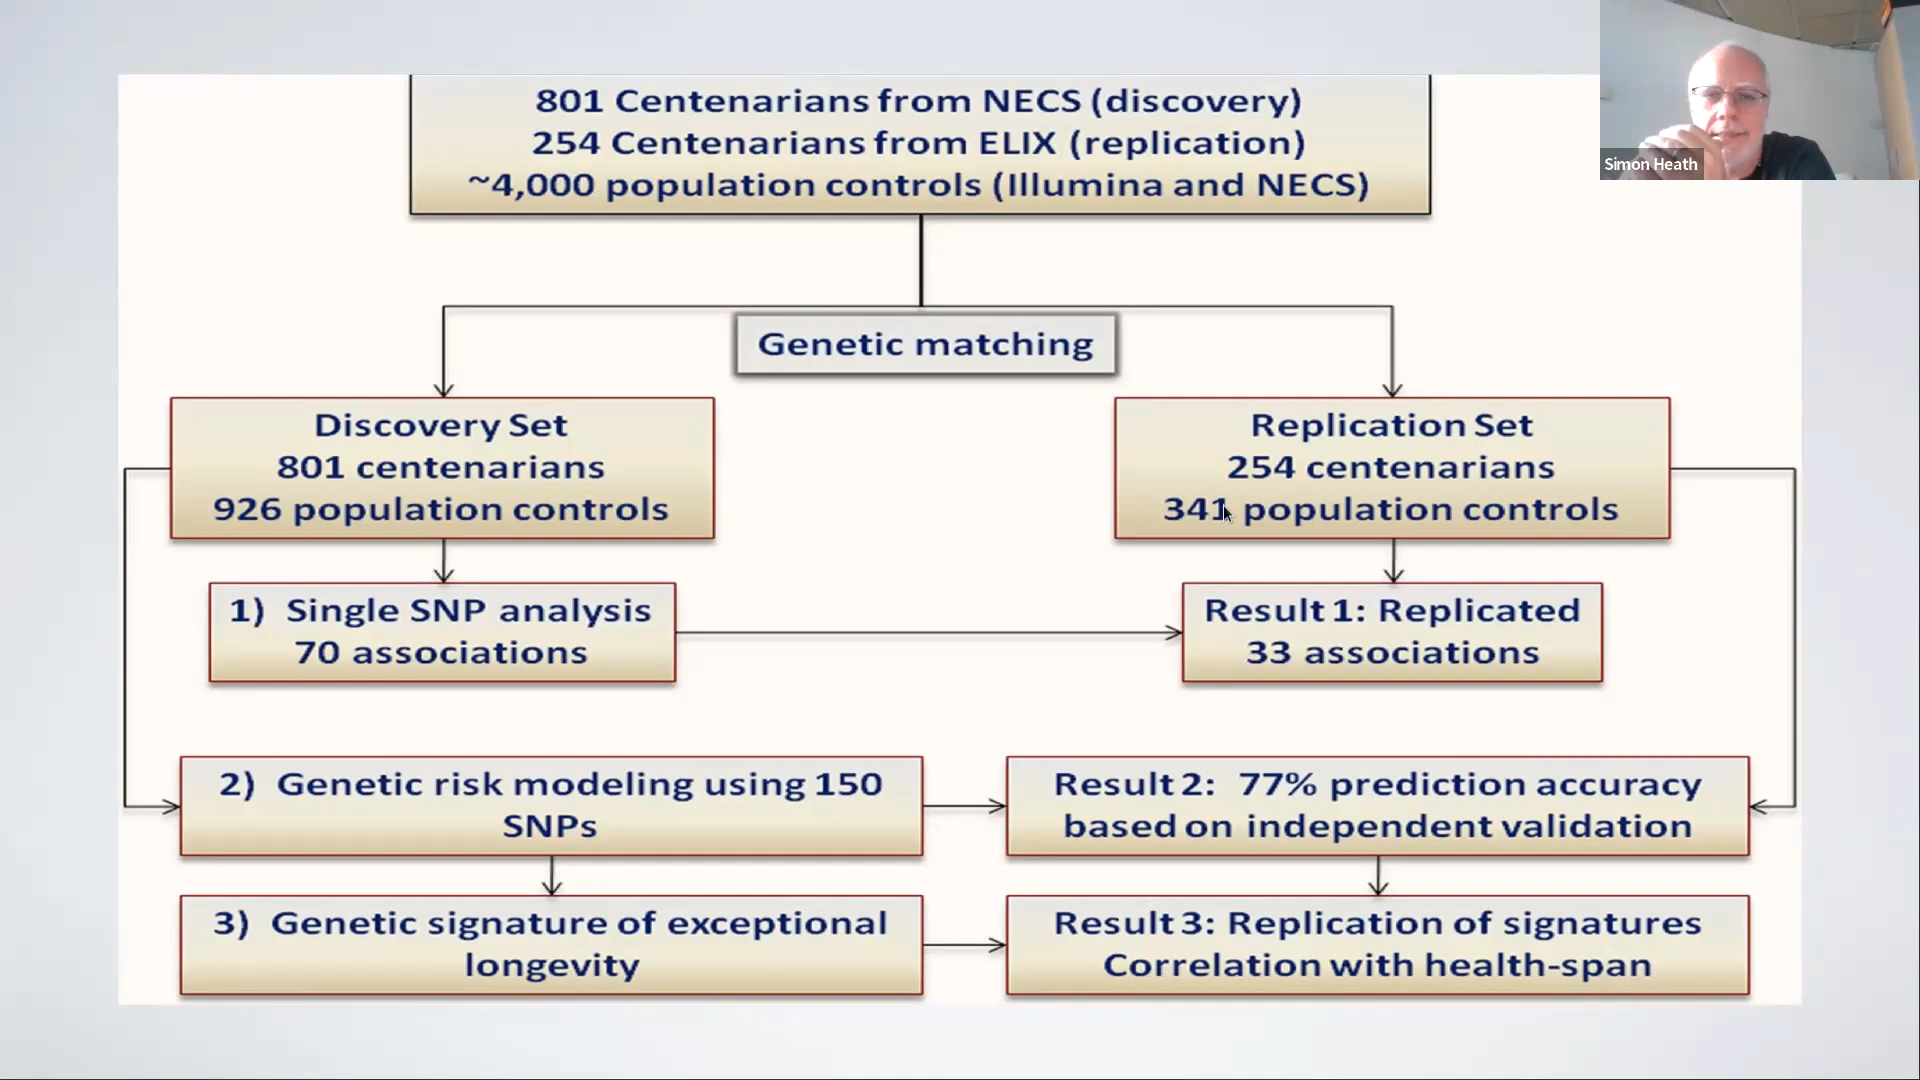 801 Centenarians from NECS (discovery)
254 Centenarians from ELIX (replication)
~4,000 population controls (Illumina and NECS)
Simon Heath
Genetic matching
Discovery Set
801 centenarians
926 population controls
Replication Set
254 centenarians
341 population controls
1) Single SNP analysis
70 associations
Result 1: Replicated
33 associations
2) Genetic risk modeling using 150
SNPs
Result 2: 77% prediction accuracy
based on independent validation
3) Genetic signature of exceptional
longevity
Result 3: Replication of signatures
Correlation with health-span